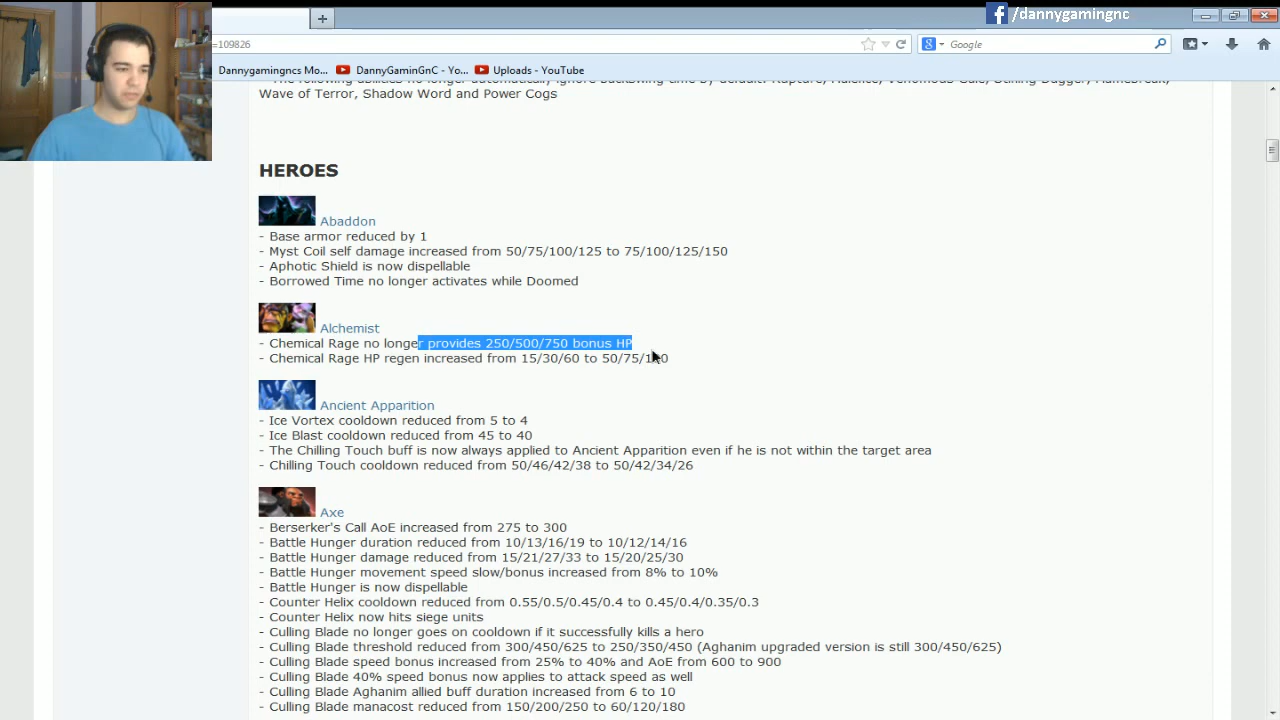 /dannygamingnc
=109826
Google
Dannygamingncs Mo...
DannyGaminGnC - Yo...
Uploads - YouTube
Wave of Terror, Shadow Word and Power Cogs
HEROES
Abaddon
- Base armor reduced by 1
- Myst Coil self damage increased from 50/75/100/125 to 75/100/125/150
- Aphotic Shield is now dispellable
- Borrowed Time no longer activates while Doomed
Alchemist
- Chemical Rage no longer provides 250/500/750 bonus HP
- Chemical Rage HP regen increased from 15/30/60 to 50/75/100
Ancient Apparition
- Ice Vortex cooldown reduced from 5 to 4
- Ice Blast cooldown reduced from 45 to 40
- The Chilling Touch buff is now always applied to Ancient Apparition even if he is not within the target area
- Chilling Touch cooldown reduced from 50/46/42/38 to 50/42/34/26
Axe
- Berserker's Call AoE increased from 275 to 300
- Battle Hunger duration reduced from 10/13/16/19 to 10/12/14/16
- Battle Hunger damage reduced from 15/21/27/33 to 15/20/25/30
- Battle Hunger movement speed slow/bonus increased from 8% to 10%
- Battle Hunger is now dispellable
- Counter Helix cooldown reduced from 0.55/0.5/0.45/0.4 to 0.45/0.4/0.35/0.3
- Counter Helix now hits siege units
- Culling Blade no longer goes on cooldown if it successfully kills a hero
- Culling Blade threshold reduced from 300/450/625 to 250/350/450 (Aghanim upgraded version is still 300/450/625)
- Culling Blade speed bonus increased from 25% to 40% and AoE from 600 to 900
- Culling Blade 40% speed bonus now applies to attack speed as well
- Culling Blade Aghanim allied buff duration increased from 6 to 10
- Culling Blade manacost reduced from 150/200/250 to 60/120/180